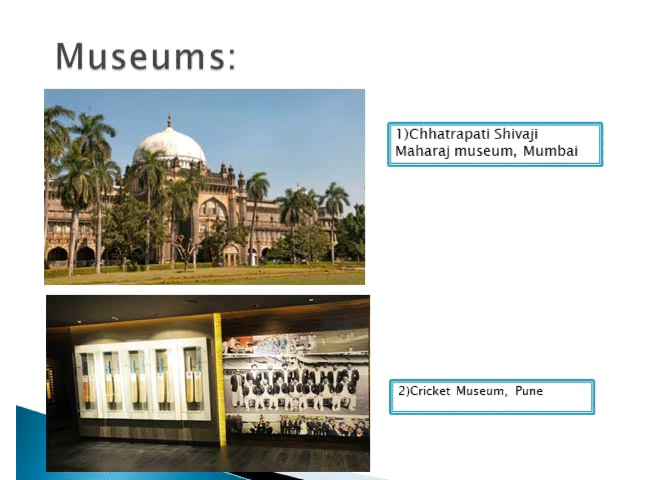 Museums:
1)Chhatrapati Shivaji
Maharaj museum, Mumbai
2)Cricket Museum, Pune